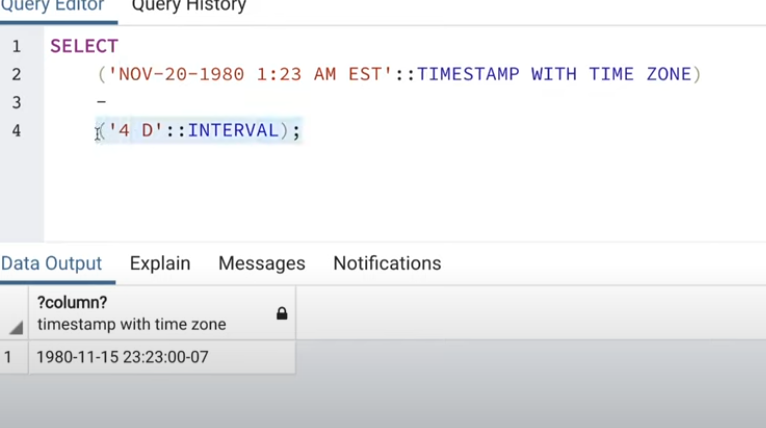 Query Editor Query History
1 SELECT
2 ('NOV-20-1980 1:23 AM EST'::TIMESTAMP WITH TIME ZONE)
3 -
4 ('4 D'::INTERVAL);
Data Output Explain Messages Notifications
?column?
timestamp with time zone
1 1980-11-15 23:23:00-07